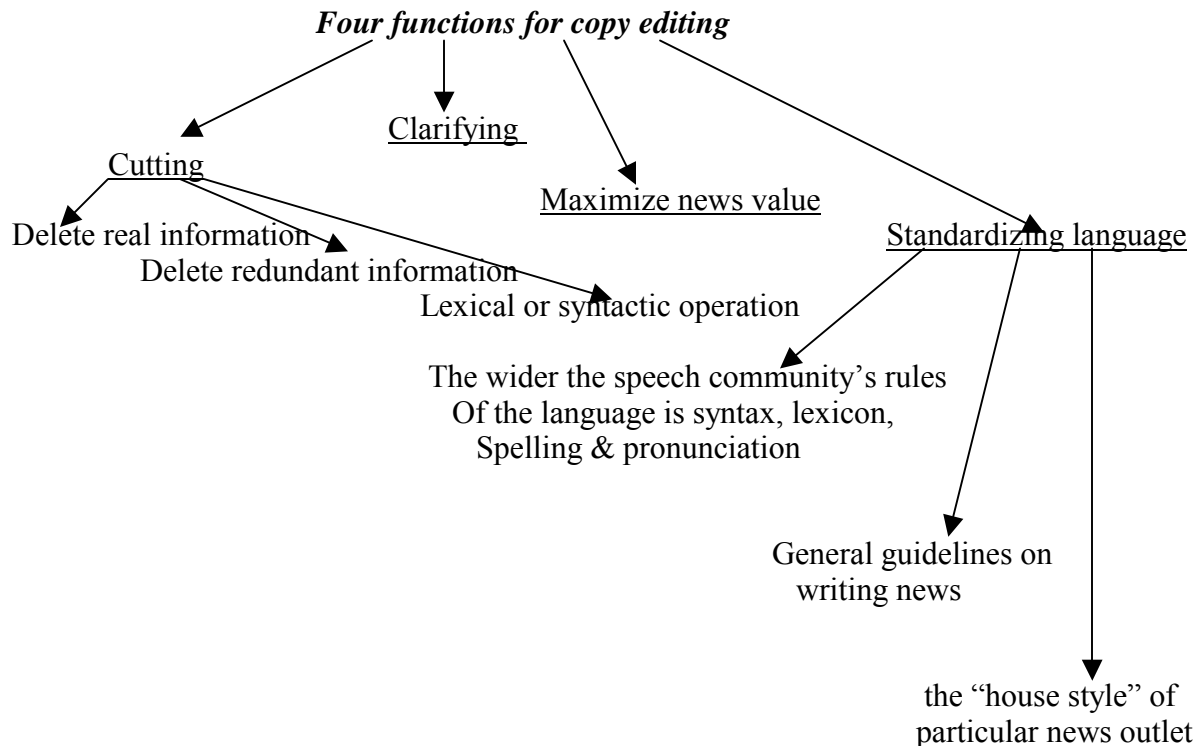 Four functions for copy editing
Clarifying
Cutting
Maximize news value
Delete real information
Standardizing language
Delete redundant information
Lexical or syntactic operation
The wider the speech community’s rules
Of the language is syntax, lexicon,
Spelling & pronunciation
General guidelines on
writing news
the “house style” of
particular news outlet